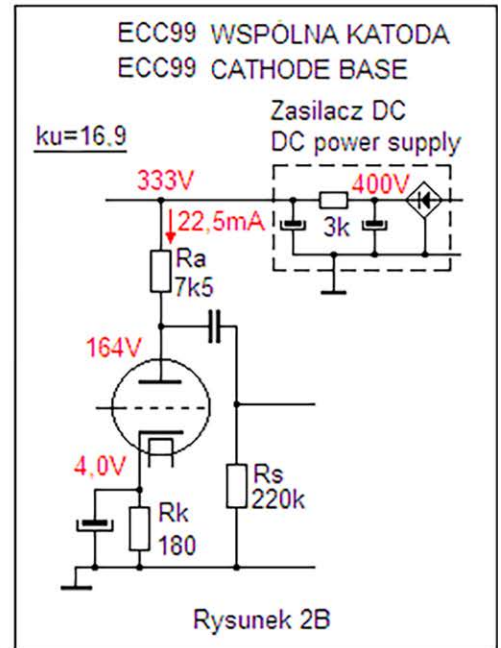 ECC99 WSPÓLNA KATODA
ECC99 CATHODE BASE
Zasilacz DC
DC power supply
ku=16.9
333V
400V
3k
22,5mA
Ra
7k5
164V
4,0V
Rs
220k
Rk
180
Rysunek 2B